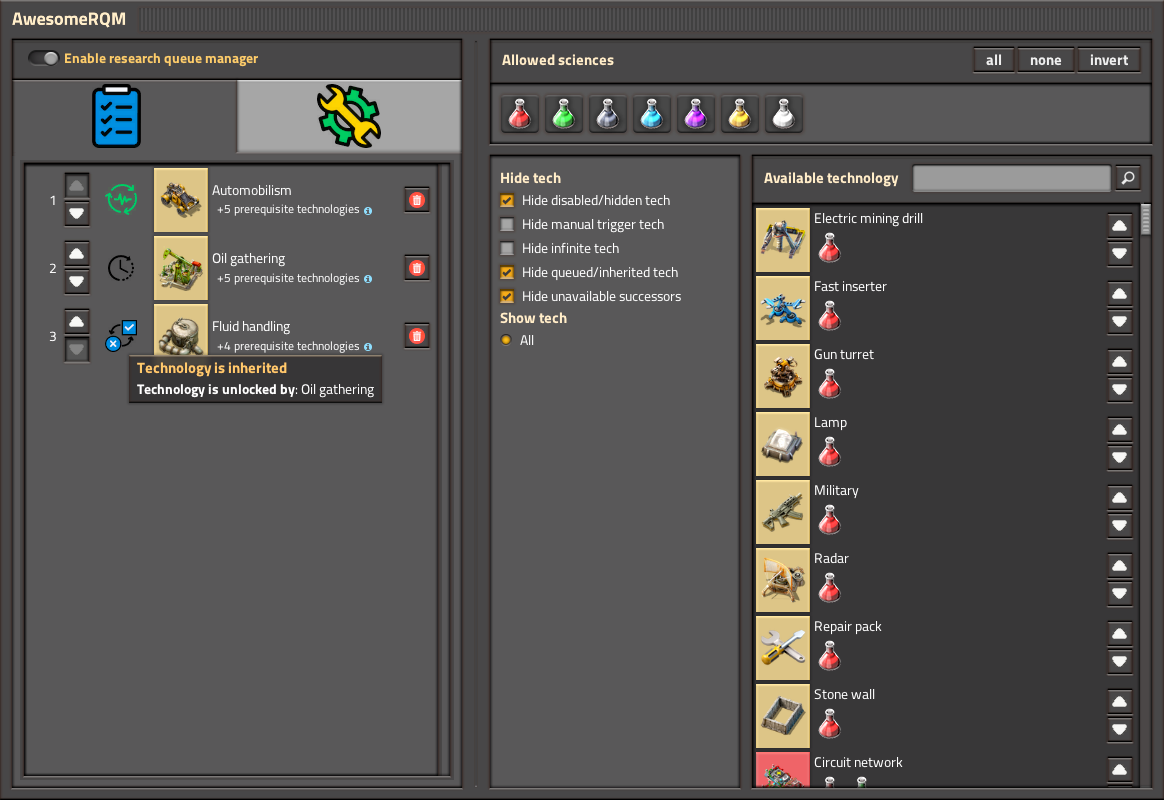 AwesomeRQM
Enable research queue manager
1
Automobilism
+5 prerequisite technologies
2
Oil gathering
+5 prerequisite technologies
3
Fluid handling
+4 prerequisite technologies
Technology is inherited
Technology is unlocked by: Oil gathering
Allowed sciences
all
none
invert
Hide tech
Hide disabled/hidden tech
Hide manual trigger tech
Hide infinite tech
Hide queued/inherited tech
Hide unavailable successors
Show tech
All
Available technology
Electric mining drill
Fast inserter
Gun turret
Lamp
Military
Radar
Repair pack
Stone wall
Circuit network